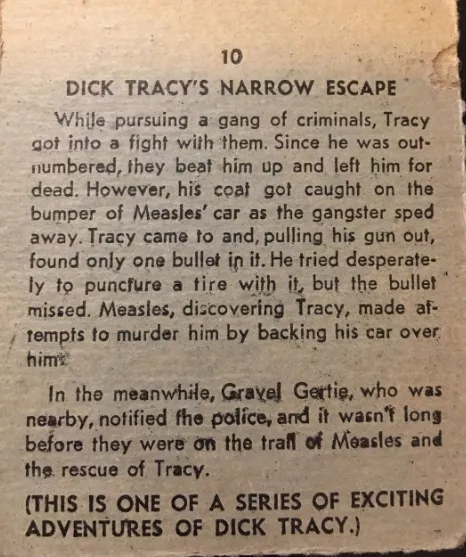 10
DICK TRACY'S NARROW ESCAPE
While pursuing a gang of criminals, Tracy
got into a fight with them. Since he was out-
numbered, they beat him up and left him for
dead. However, his coat got caught on the
bumper of Measles' car as the gangster sped
away. Tracy came to and, pulling his gun out,
found only one bullet in it. He tried desperate-
ly to puncture a tire with it, but the bullet
missed. Measles, discovering Tracy, made at-
tempts to murder him by backing his car over
him.
In the meanwhile, Gravel Gertie, who was
nearby, notified the police, and it wasn't long
before they were on the trail of Measles and
the rescue of Tracy.
(THIS IS ONE OF A SERIES OF EXCITING
ADVENTURES OF DICK TRACY.)